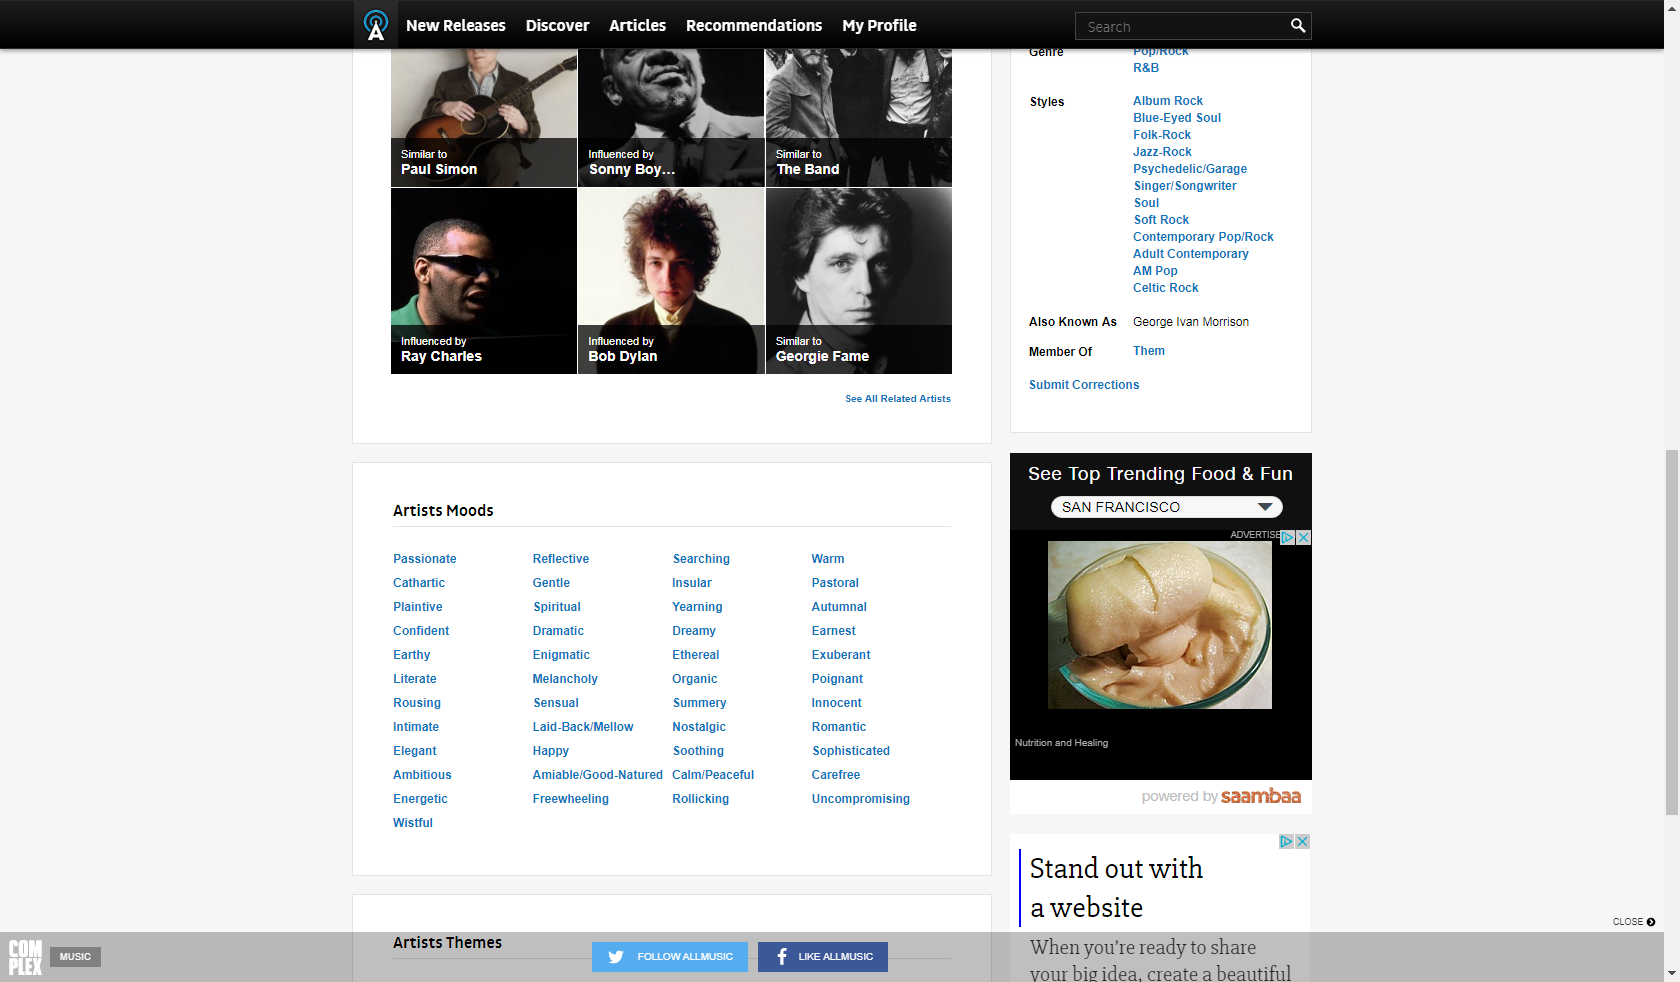 New Releases Discover Articles Recommendations My Profile Search
Similar to
Paul Simon
Influenced by
Sonny Boy...
Similar to
The Band
Influenced by
Ray Charles
Influenced by
Bob Dylan
Similar to
Georgie Fame
See All Related Artists
Genre Pop/Rock
R&B
Styles Album Rock
Blue-Eyed Soul
Folk-Rock
Jazz-Rock
Psychedelic/Garage
Singer/Songwriter
Soul
Soft Rock
Contemporary Pop/Rock
Adult Contemporary
AM Pop
Celtic Rock
Also Known As George Ivan Morrison
Member Of Them
Submit Corrections
Artists Moods
Passionate Reflective Searching Warm
Cathartic Gentle Insular Pastoral
Plaintive Spiritual Yearning Autumnal
Confident Dramatic Dreamy Earnest
Earthy Enigmatic Ethereal Exuberant
Literate Melancholy Organic Poignant
Rousing Sensual Summery Innocent
Intimate Laid-Back/Mellow Nostalgic Romantic
Elegant Happy Soothing Sophisticated
Ambitious Amiable/Good-Natured Calm/Peaceful Carefree
Energetic Freewheeling Rollicking Uncompromising
Wistful
See Top Trending Food & Fun
SAN FRANCISCO
ADVERTISE
Nutrition and Healing
powered by saambaa
Stand out with
a website
When you're ready to share
your big idea, create a beautiful
CLOSE
Artists Themes
COM
PLEX
MUSIC
FOLLOW ALLMUSIC
LIKE ALLMUSIC